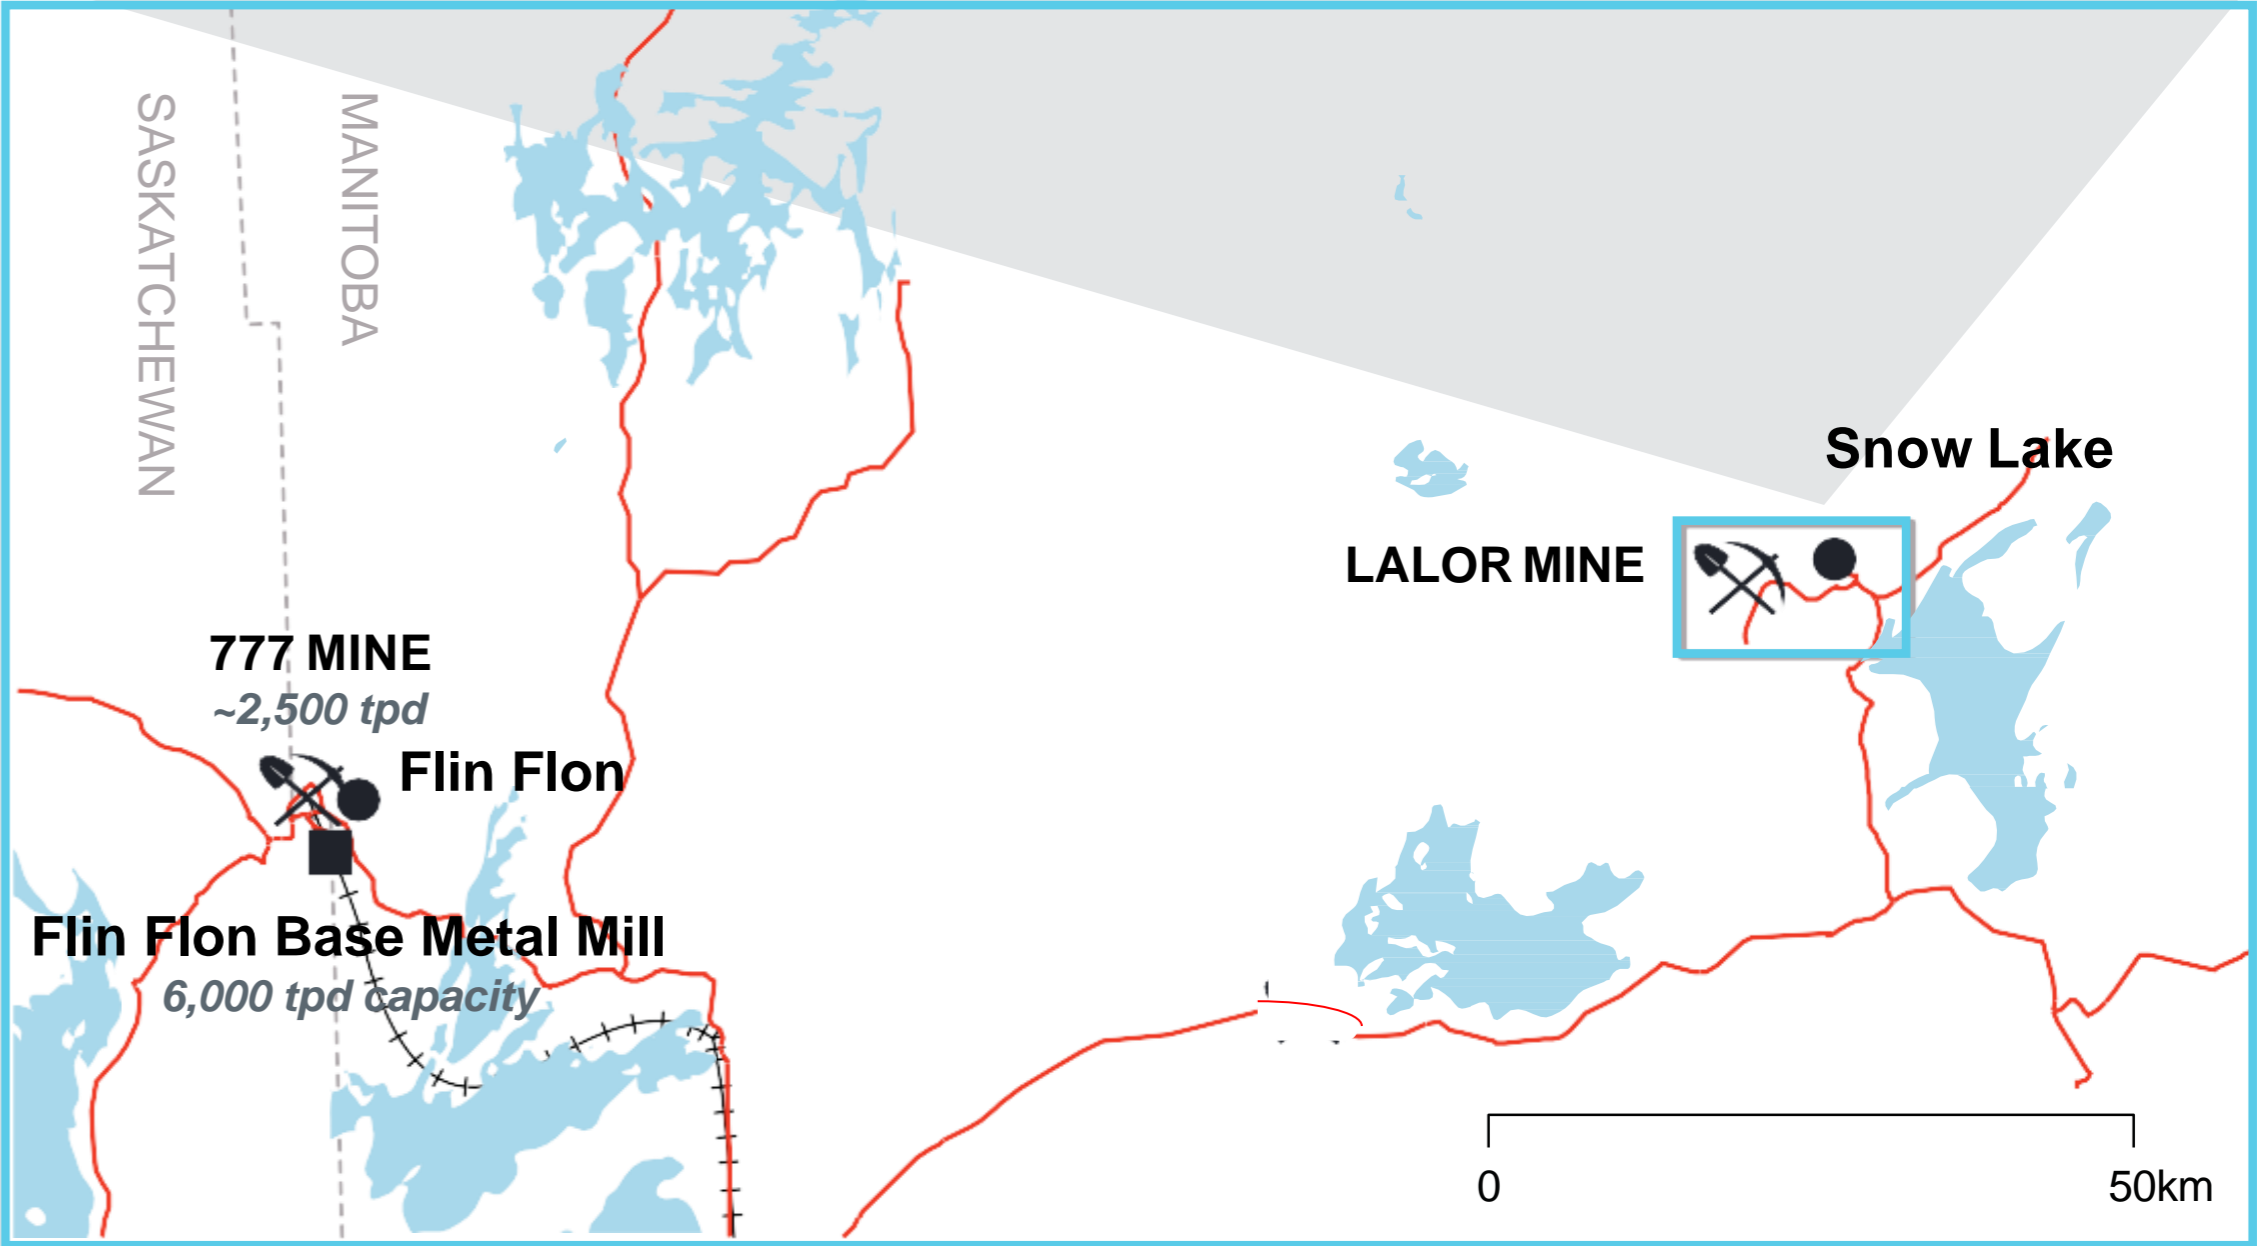 SASKATCHEWAN
MANITOBA
Snow Lake
LALOR MINE
777 MINE
~2,500 tpd
Flin Flon
Flin Flon Base Metal Mill
6,000 tpd capacity
0
50km